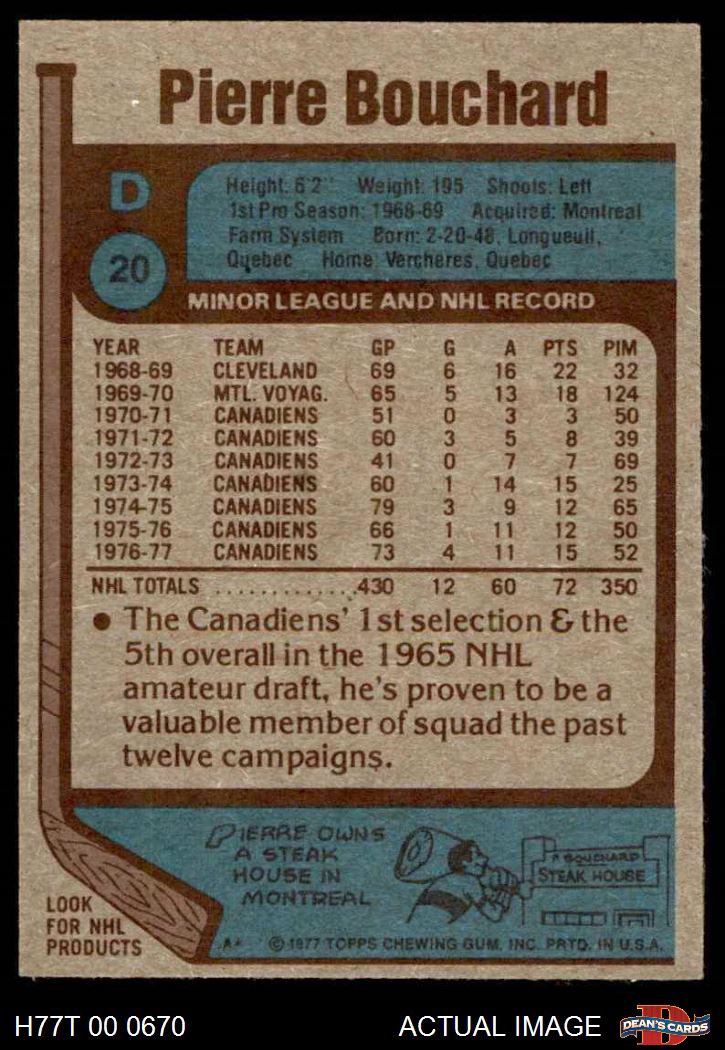 Pierre Bouchard
D
20
Height: 6'2" Weight: 195 Shoots: Left
1st Pro Season: 1968-69 Acquired: Montreal
Farm System Born: 2-20-48, Longueuil,
Quebec Home: Vercheres, Quebec
MINOR LEAGUE AND NHL RECORD
YEAR TEAM GP G A PTS PIM
1968-69 CLEVELAND 69 6 16 22 32
1969-70 MTL. VOYAG. 65 5 13 18 124
1970-71 CANADIENS 51 0 3 3 50
1971-72 CANADIENS 60 3 5 8 39
1972-73 CANADIENS 41 0 7 7 69
1973-74 CANADIENS 60 1 14 15 25
1974-75 CANADIENS 79 3 9 12 65
1975-76 CANADIENS 66 1 11 12 50
1976-77 CANADIENS 73 4 11 15 52
NHL TOTALS ..............430 12 60 72 350
● The Canadiens' 1st selection & the
5th overall in the 1965 NHL
amateur draft, he's proven to be a
valuable member of squad the past
twelve campaigns.
PIERRE OWNS
A STEAK
HOUSE IN
MONTREAL
P. BOUCHARD
STEAK HOUSE
LOOK
FOR NHL
PRODUCTS
A* © 1977 TOPPS CHEWING GUM, INC. PRTD. IN U.S.A.
H77T 00 0670
ACTUAL IMAGE
D
DEAN'S CARDS